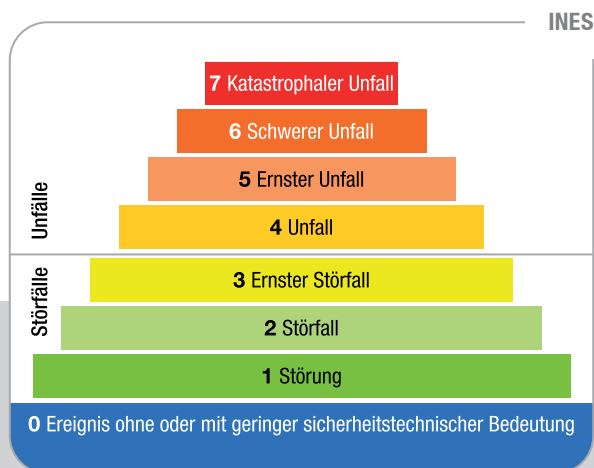 INES
7 Katastrophaler Unfall
6 Schwerer Unfall
5 Ernster Unfall
4 Unfall
Unfälle
3 Ernster Störfall
2 Störfall
1 Störung
Störfälle
0 Ereignis ohne oder mit geringer sicherheitstechnischer Bedeutung